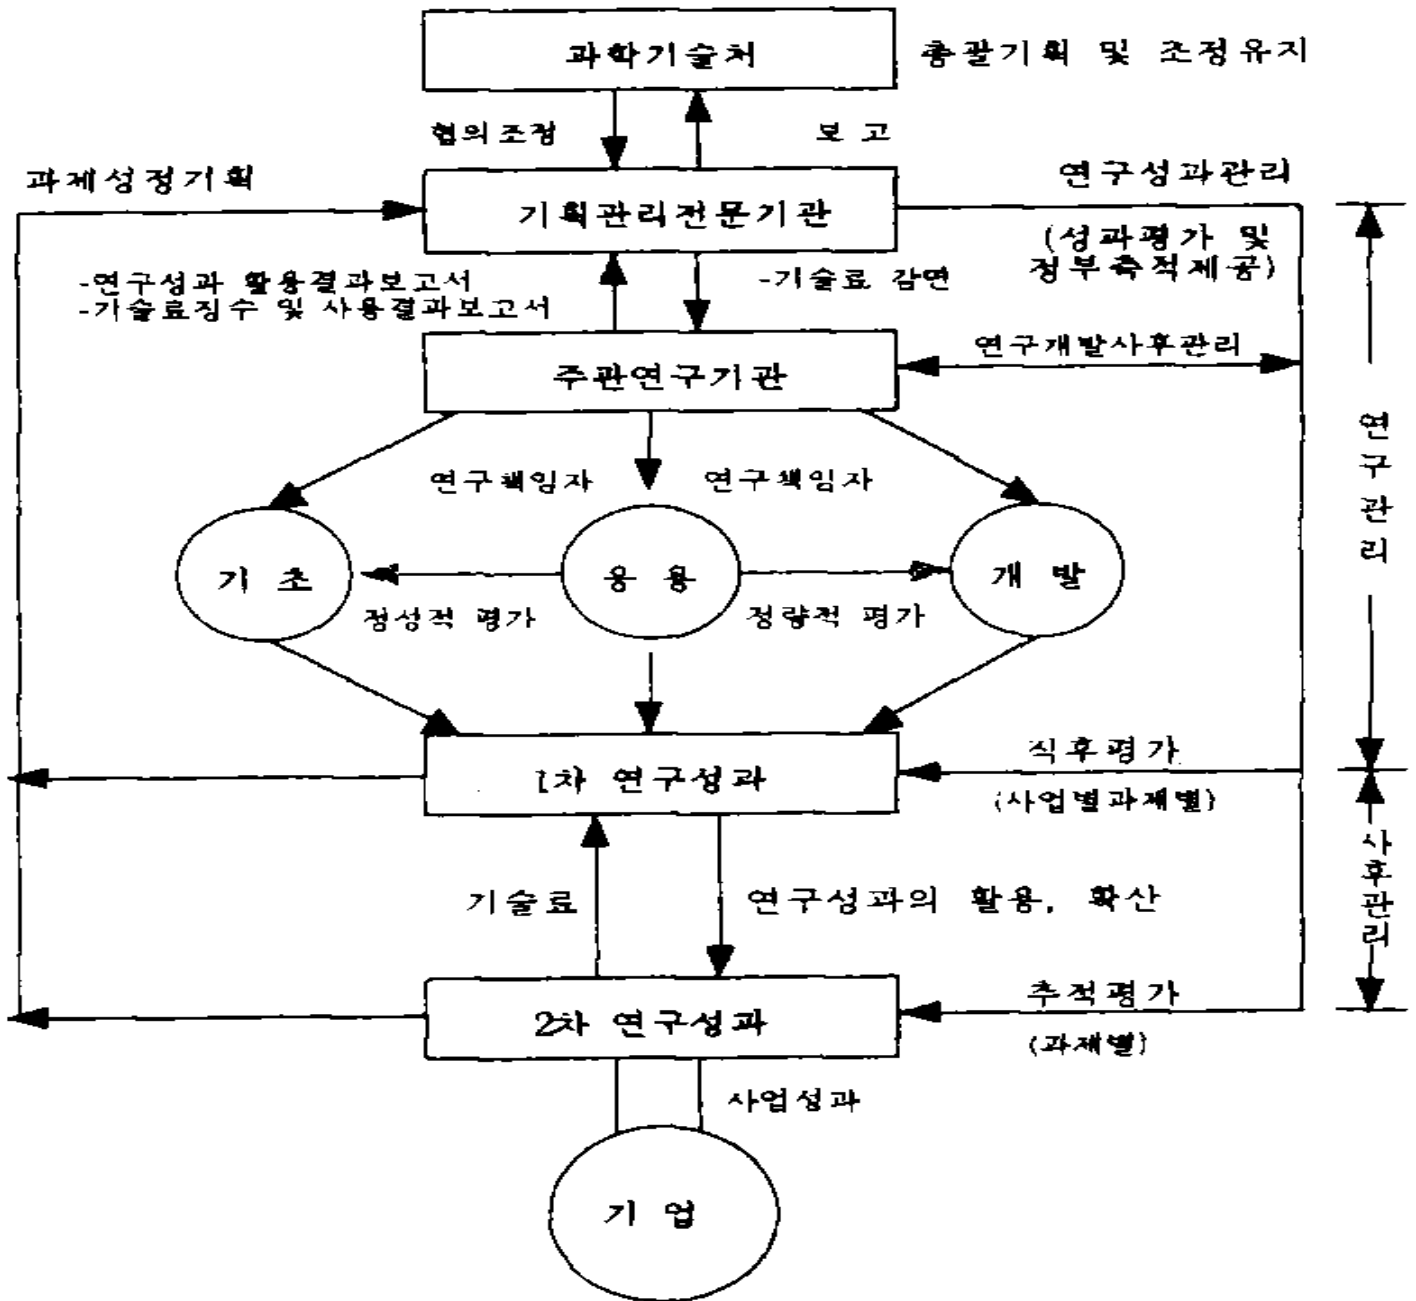 과학기술처
총괄기획 및 조정유지
협의조정
보 고
과제성정기획
연구성과관리
기획관리전문기관
(성과평가 및
정부축적제공)
-연구성과 활용결과보고서
-기술료징수 및 사용결과보고서
-기술료 감면
주관연구기관
연구개발사후관리
연구책임자
연구책임자
기 초
응 용
개 발
정성적 평가
정량적 평가
연구관리
1차 연구성과
직후평가
(사업별과제별)
기술료
연구성과의 활용, 확산
사후관리
2차 연구성과
추적평가
(과제별)
사업성과
기 업